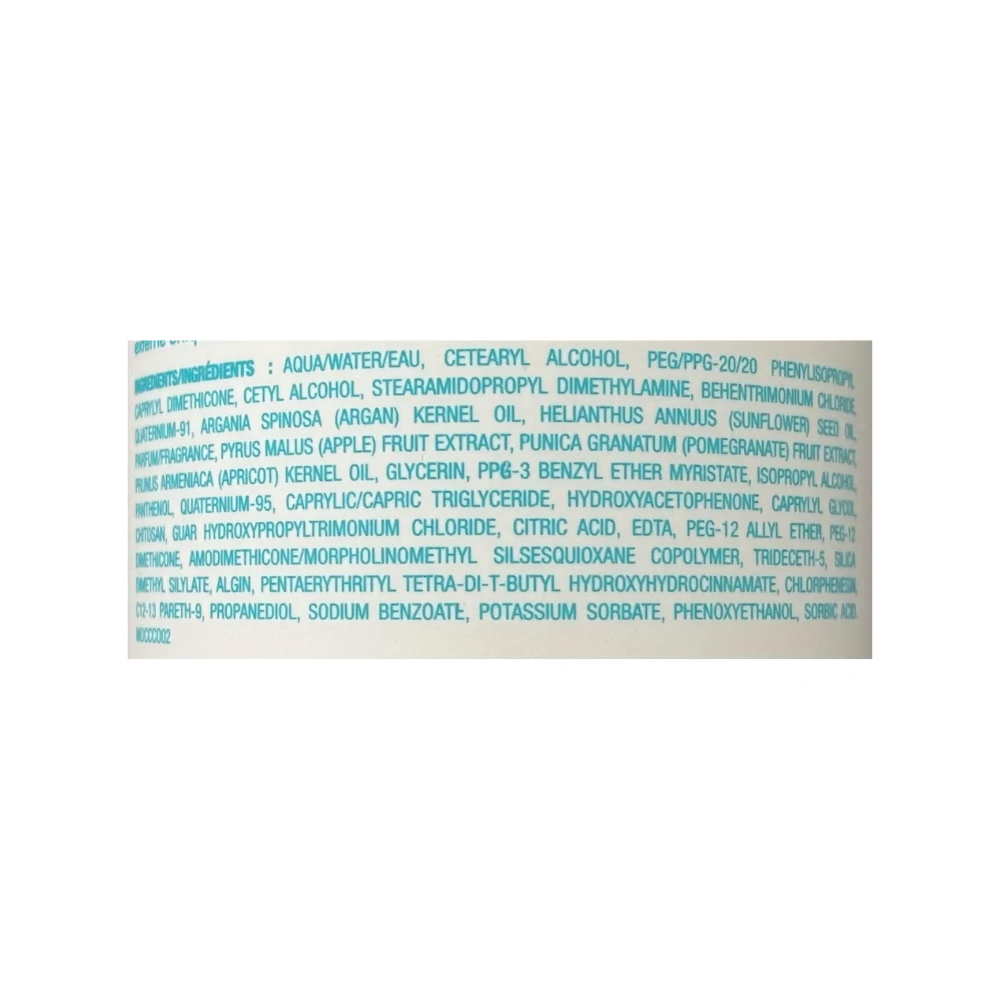 INGREDIENTS/INGRÉDIENTS : AQUA/WATER/EAU, CETEARYL ALCOHOL, PEG/PPG-20/20 PHENYLISOPROPYL
CAPRYLYL DIMETHICONE, CETYL ALCOHOL, STEARAMIDOPROPYL DIMETHYLAMINE, BEHENTRIMONIUM CHLORIDE,
QUATERNIUM-91, ARGANIA SPINOSA (ARGAN) KERNEL OIL, HELIANTHUS ANNUUS (SUNFLOWER) SEED OIL,
PARFUM/FRAGRANCE, PYRUS MALUS (APPLE) FRUIT EXTRACT, PUNICA GRANATUM (POMEGRANATE) FRUIT EXTRACT,
PRUNUS ARMENIACA (APRICOT) KERNEL OIL, GLYCERIN, PPG-3 BENZYL ETHER MYRISTATE, ISOPROPYL ALCOHOL,
PANTHENOL, QUATERNIUM-95, CAPRYLIC/CAPRIC TRIGLYCERIDE, HYDROXYACETOPHENONE, CAPRYLYL GLYCOL,
CHITOSAN, GUAR HYDROXYPROPYLTRIMONIUM CHLORIDE, CITRIC ACID, EDTA, PEG-12 ALLYL ETHER, PEG-12
DIMETHICONE, AMODIMETHICONE/MORPHOLINOMETHYL SILSESQUIOXANE COPOLYMER, TRIDECETH-5, SILICA
DIMETHYL SILYLATE, ALGIN, PENTAERYTHRITYL TETRA-DI-T-BUTYL HYDROXYHYDROCINNAMATE, CHLORPHENESIN,
C12-13 PARETH-9, PROPANEDIOL, SODIUM BENZOATE, POTASSIUM SORBATE, PHENOXYETHANOL, SORBIC ACID.
MOCCC002